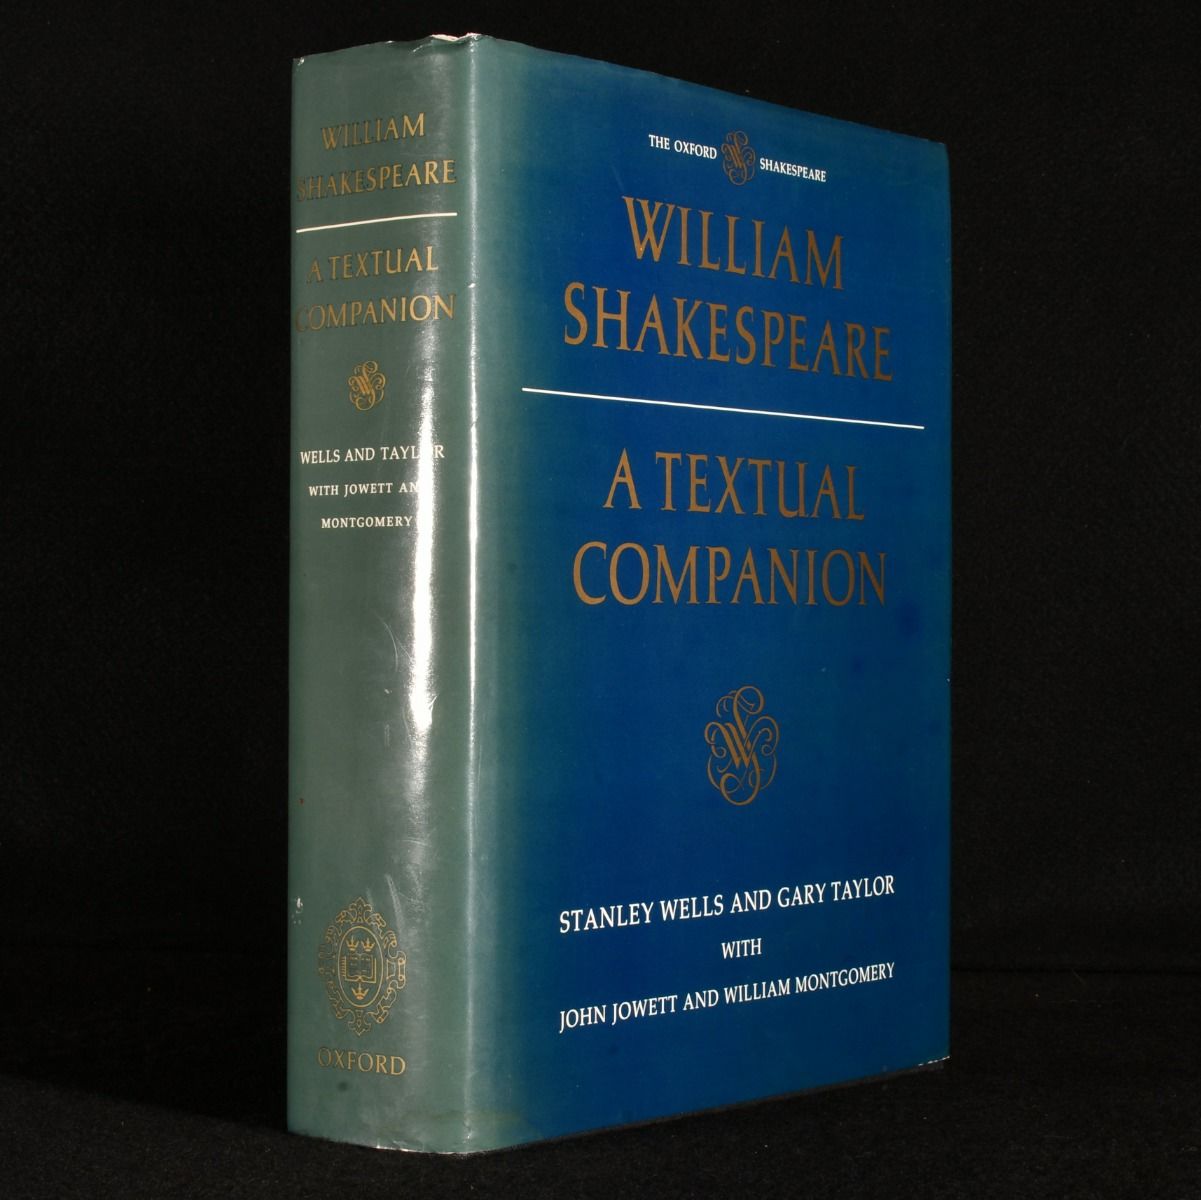 WILLIAM
SHAKESPEARE
A TEXTUAL
COMPANION
WELLS AND TAYLOR
WITH JOWETT AND
MONTGOMERY
OXFORD
THE OXFORD SHAKESPEARE
WILLIAM
SHAKESPEARE
A TEXTUAL
COMPANION
STANLEY WELLS AND GARY TAYLOR
WITH
JOHN JOWETT AND WILLIAM MONTGOMERY